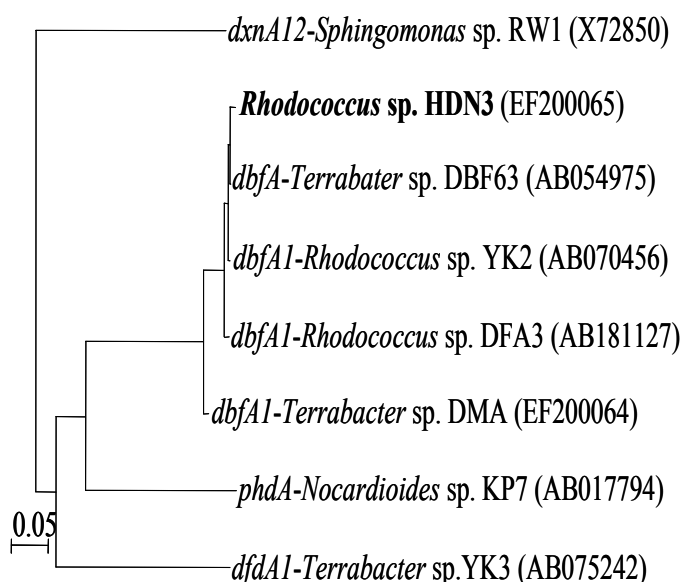 dxnA12-Sphingomonas sp. RW1 (X72850)
Rhodococcus sp. HDN3 (EF200065)
dbfA-Terrabater sp. DBF63 (AB054975)
dbfA1-Rhodococcus sp. YK2 (AB070456)
dbfA1-Rhodococcus sp. DFA3 (AB181127)
dbfA1-Terrabacter sp. DMA (EF200064)
phdA-Nocardioides sp. KP7 (AB017794)
0.05
dfdA1-Terrabacter sp.YK3 (AB075242)